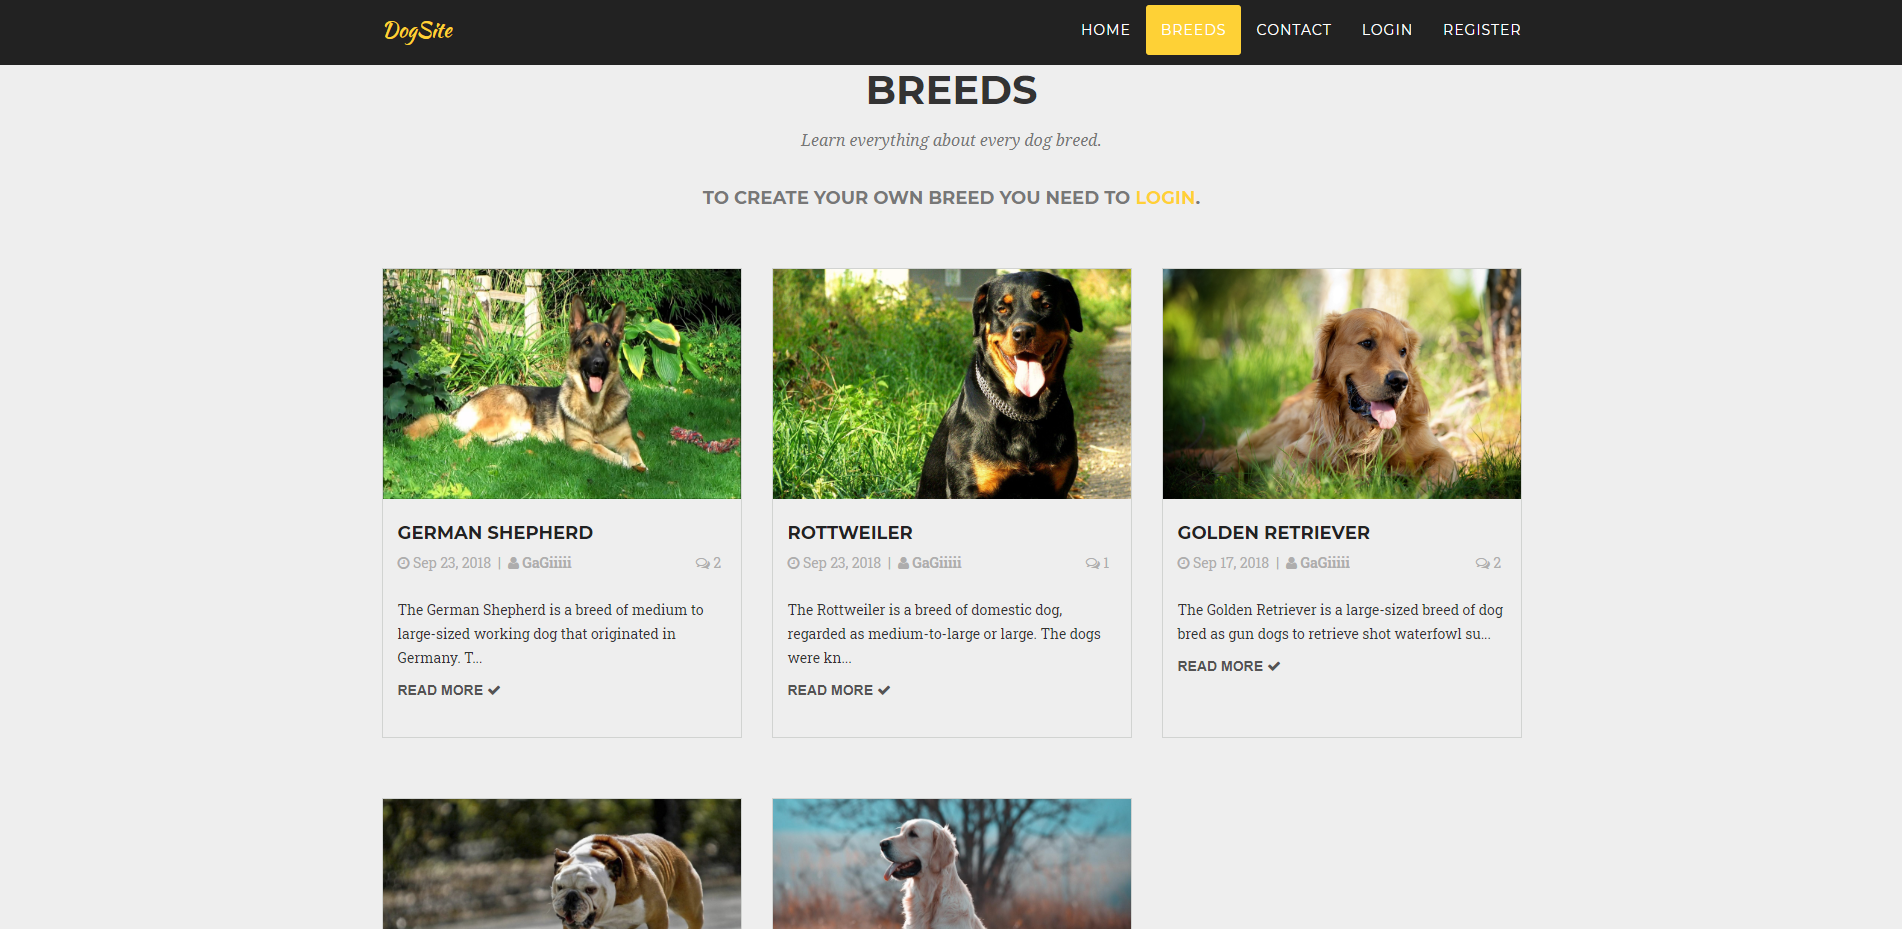 DogSite
HOME BREEDS CONTACT LOGIN REGISTER
BREEDS
Learn everything about every dog breed.
TO CREATE YOUR OWN BREED YOU NEED TO LOGIN.
GERMAN SHEPHERD
Sep 23, 2018 | GaGiiiii 2
The German Shepherd is a breed of medium to
large-sized working dog that originated in
Germany. T...
READ MORE
ROTTWEILER
Sep 23, 2018 | GaGiiiii 1
The Rottweiler is a breed of domestic dog,
regarded as medium-to-large or large. The dogs
were kn...
READ MORE
GOLDEN RETRIEVER
Sep 17, 2018 | GaGiiiii 2
The Golden Retriever is a large-sized breed of dog
bred as gun dogs to retrieve shot waterfowl su...
READ MORE